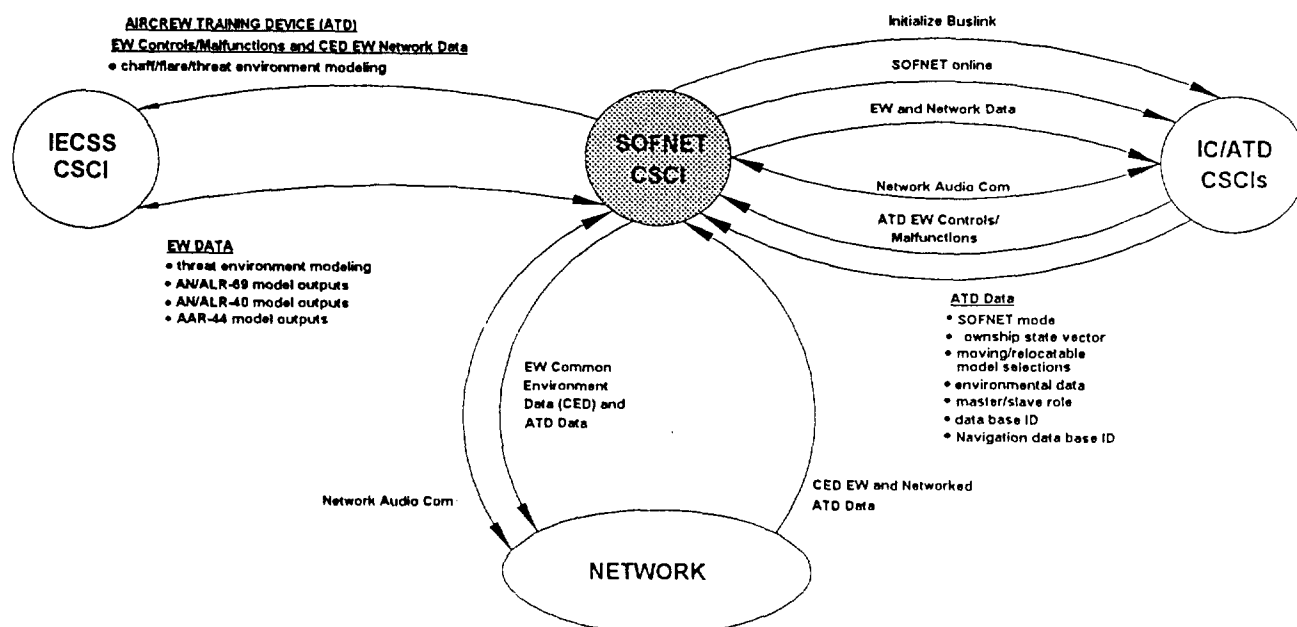 AIRCREW TRAINING DEVICE (ATD)
EW Controls/Malfunctions and CED EW Network Data
• chaff/flare/threat environment modeling
IECSS
CSCI
EW DATA
• threat environment modeling
• AN/ALR-69 model outputs
• AN/ALR-40 model outputs
• AAR-44 model outputs
SOFNET
CSCI
Initialize Buslink
SOFNET online
EW and Network Data
Network Audio Com
ATD EW Controls/
Malfunctions
IC/ATD
CSCIs
ATD Data
• SOFNET mode
• ownship state vector
• moving/relocatable
model selections
• environmental data
• master/slave role
• data base ID
• Navigation data base ID
EW Common
Environment
Data (CED) and
ATD Data
Network Audio Com
CED EW and Networked
ATD Data
NETWORK